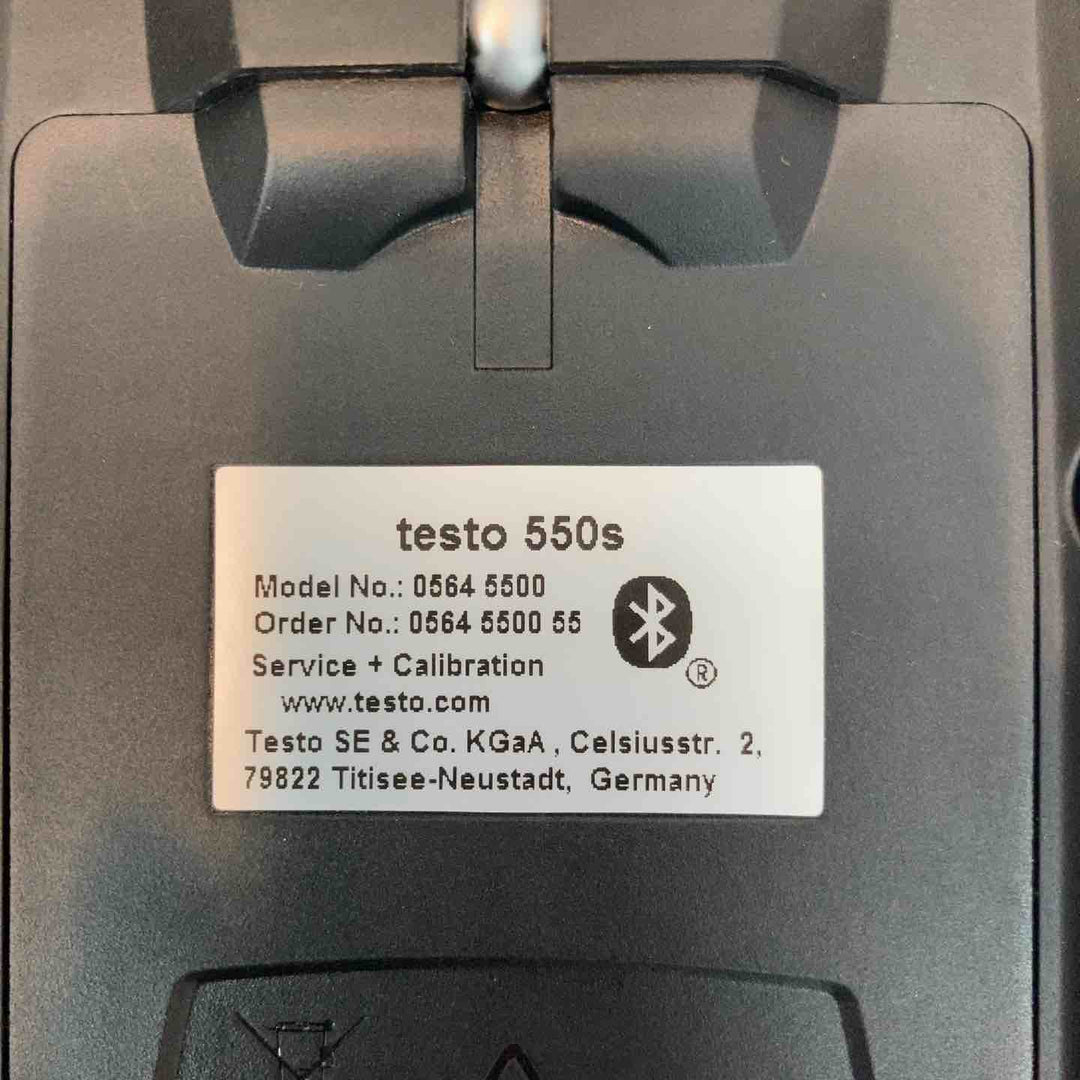 testo 550s
Model No.: 0564 5500
Order No.: 0564 5500 55
Service + Calibration
www.testo.com
®
Testo SE & Co. KGaA , Celsiusstr. 2,
79822 Titisee-Neustadt, Germany